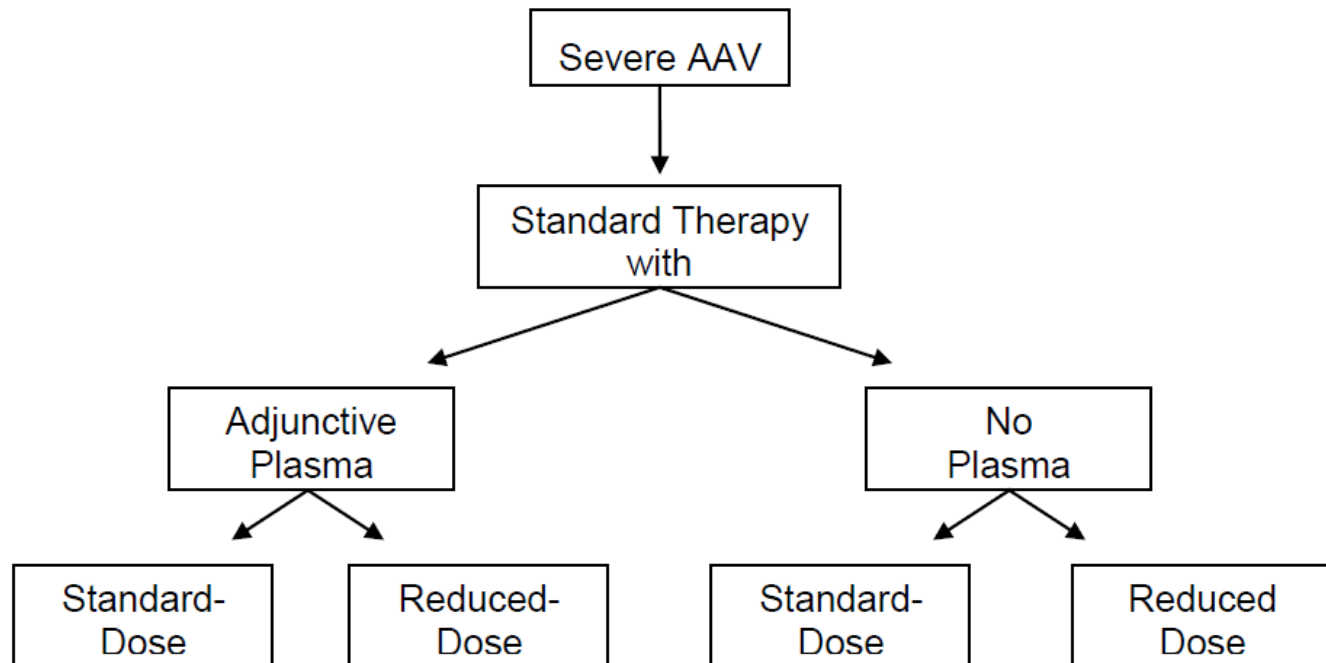 Severe AAV
Standard Therapy
with
Adjunctive
Plasma
No
Plasma
Standard-
Dose
Reduced-
Dose
Standard-
Dose
Reduced
Dose